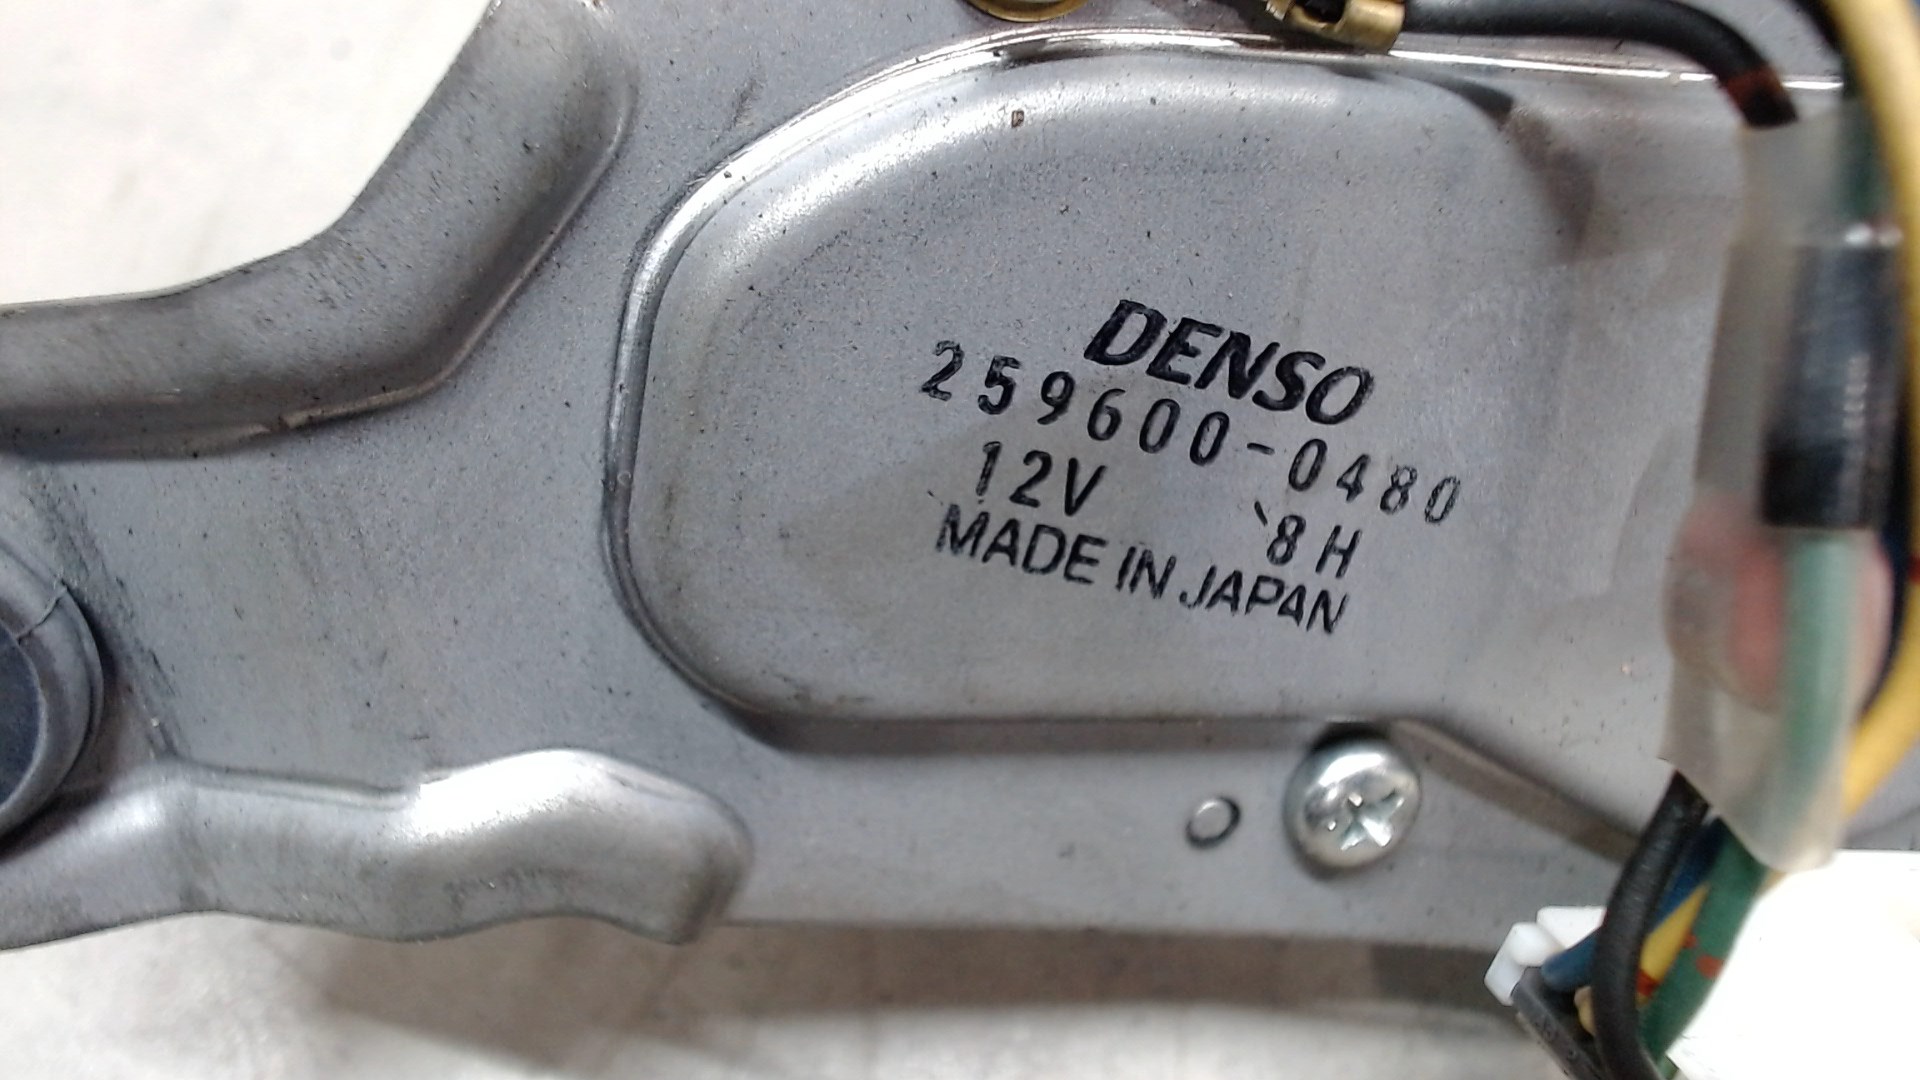 DENSO
259600-0480
12V `8H
MADE IN JAPAN